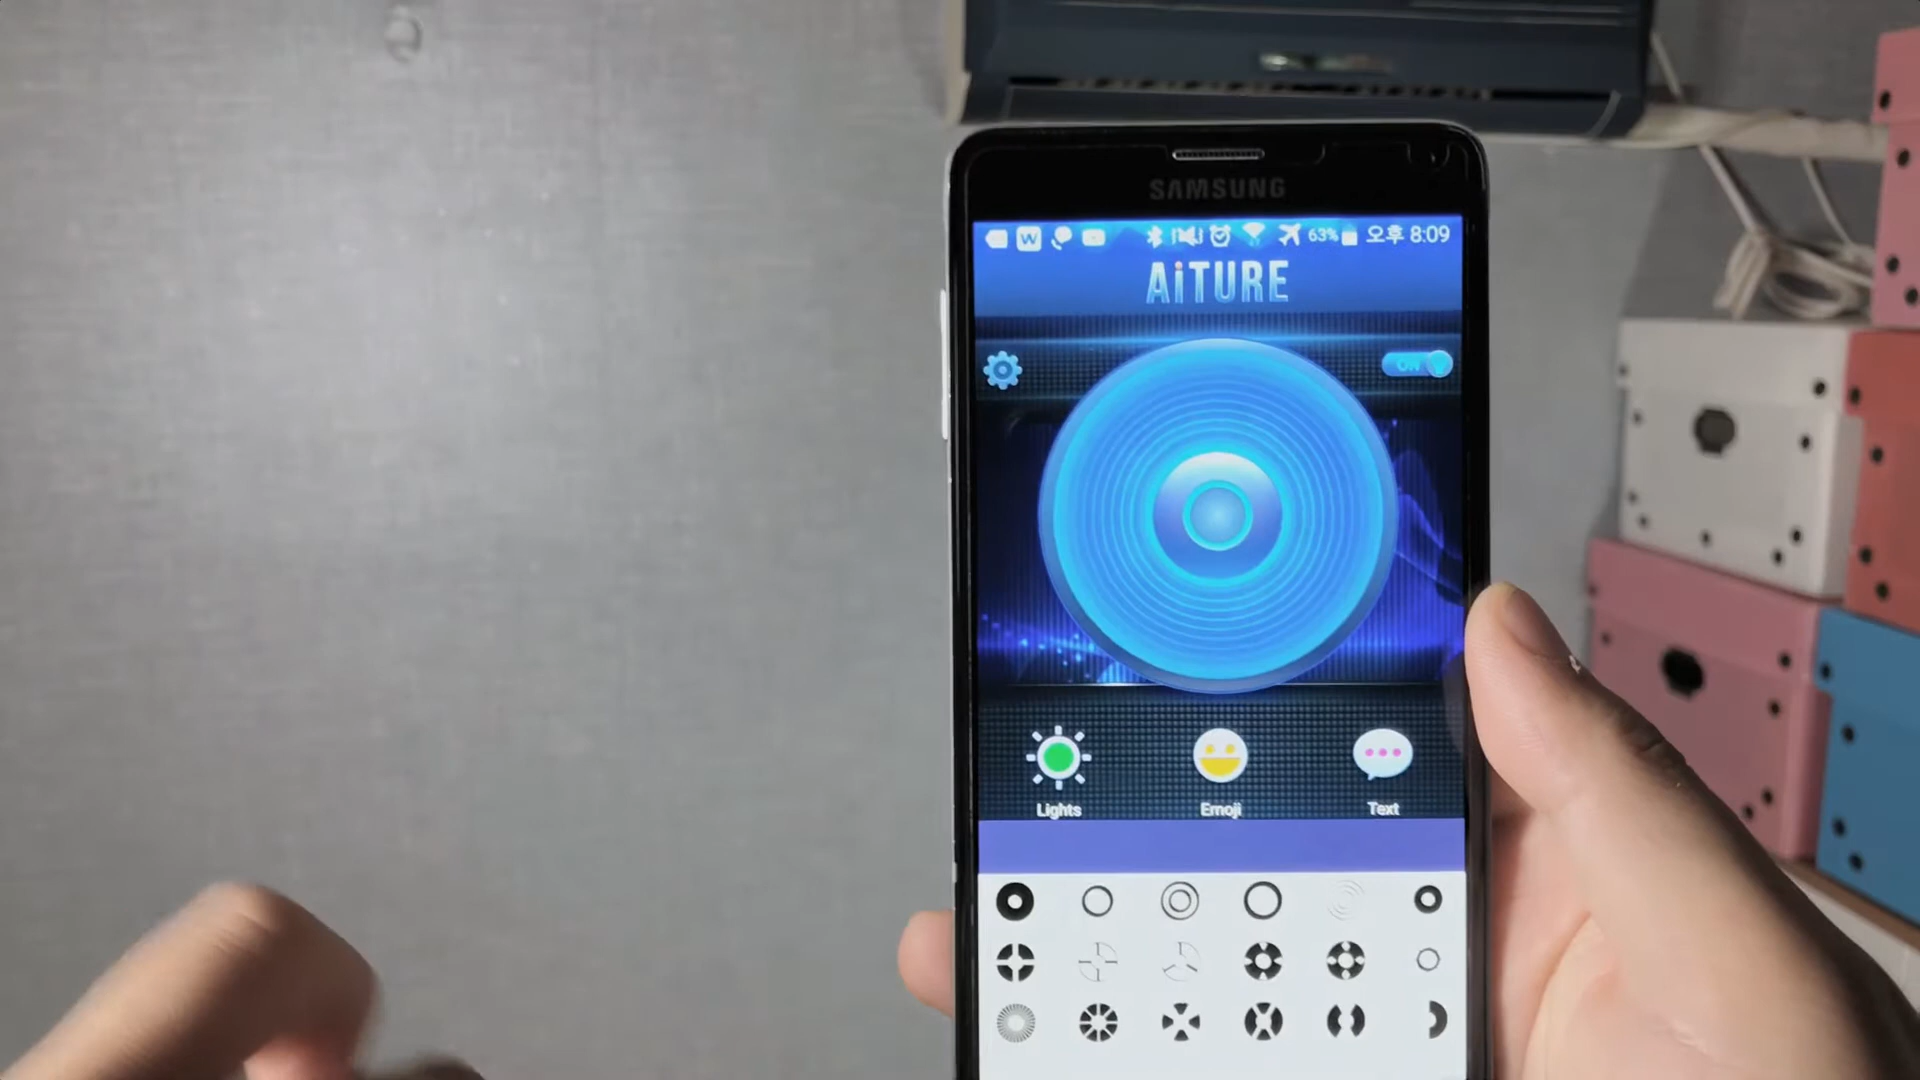 SAMSUNG
W 63% 오후 8:09
AiTURE
ON
Lights Emoji Text